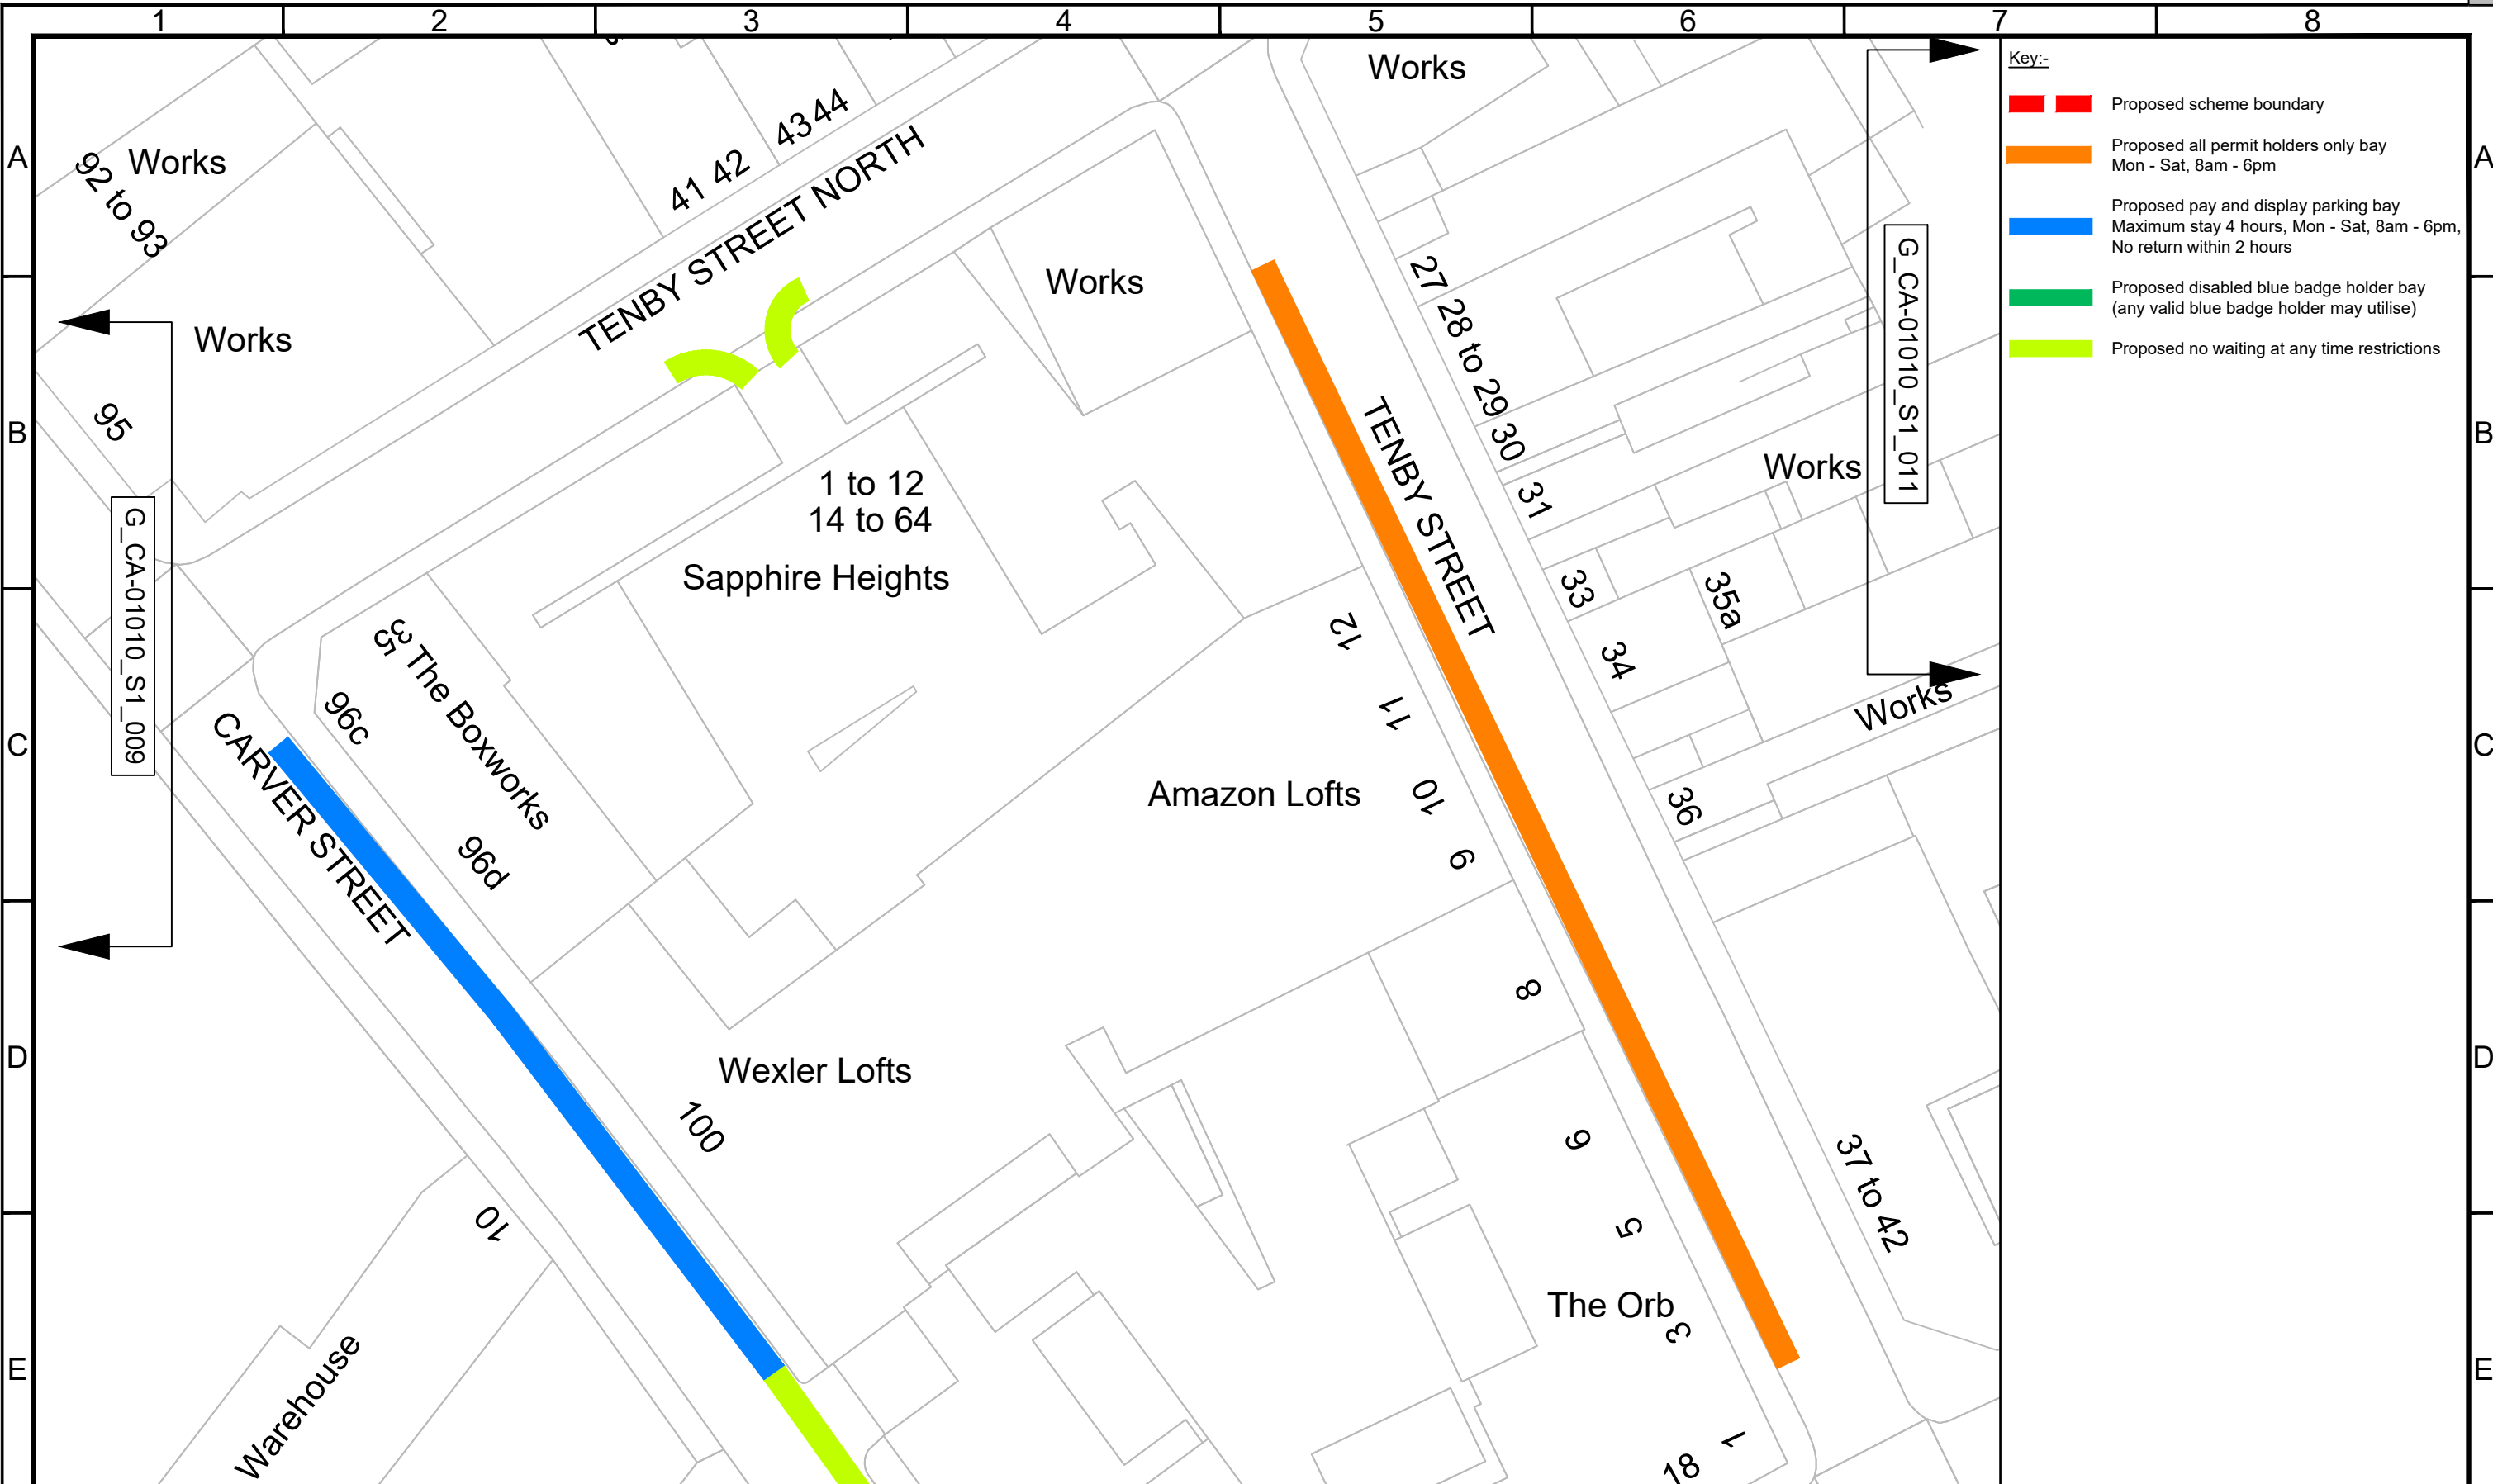 1 2 3 4 5 6 7 8
A
B
C
D
E
A
B
C
D
E
Key:-
Proposed scheme boundary
Proposed all permit holders only bay
Mon - Sat, 8am - 6pm
Proposed pay and display parking bay
Maximum stay 4 hours, Mon - Sat, 8am - 6pm,
No return within 2 hours
Proposed disabled blue badge holder bay
(any valid blue badge holder may utilise)
Proposed no waiting at any time restrictions
Works
92 to 93
Works
41 42
43 44
TENBY STREET NORTH
Works
Works
95
G_CA-01010_S1_009
G_CA-01010_S1_011
Works
27
28 to 29
30
31
33
34
35a
36
37 to 42
Works
Works
TENBY STREET
1 to 12
14 to 64
Sapphire Heights
35
The Boxworks
96c
96d
CARVER STREET
12
11
10
9
8
6
5
3
1
18
Amazon Lofts
Wexler Lofts
100
10
The Orb
Warehouse